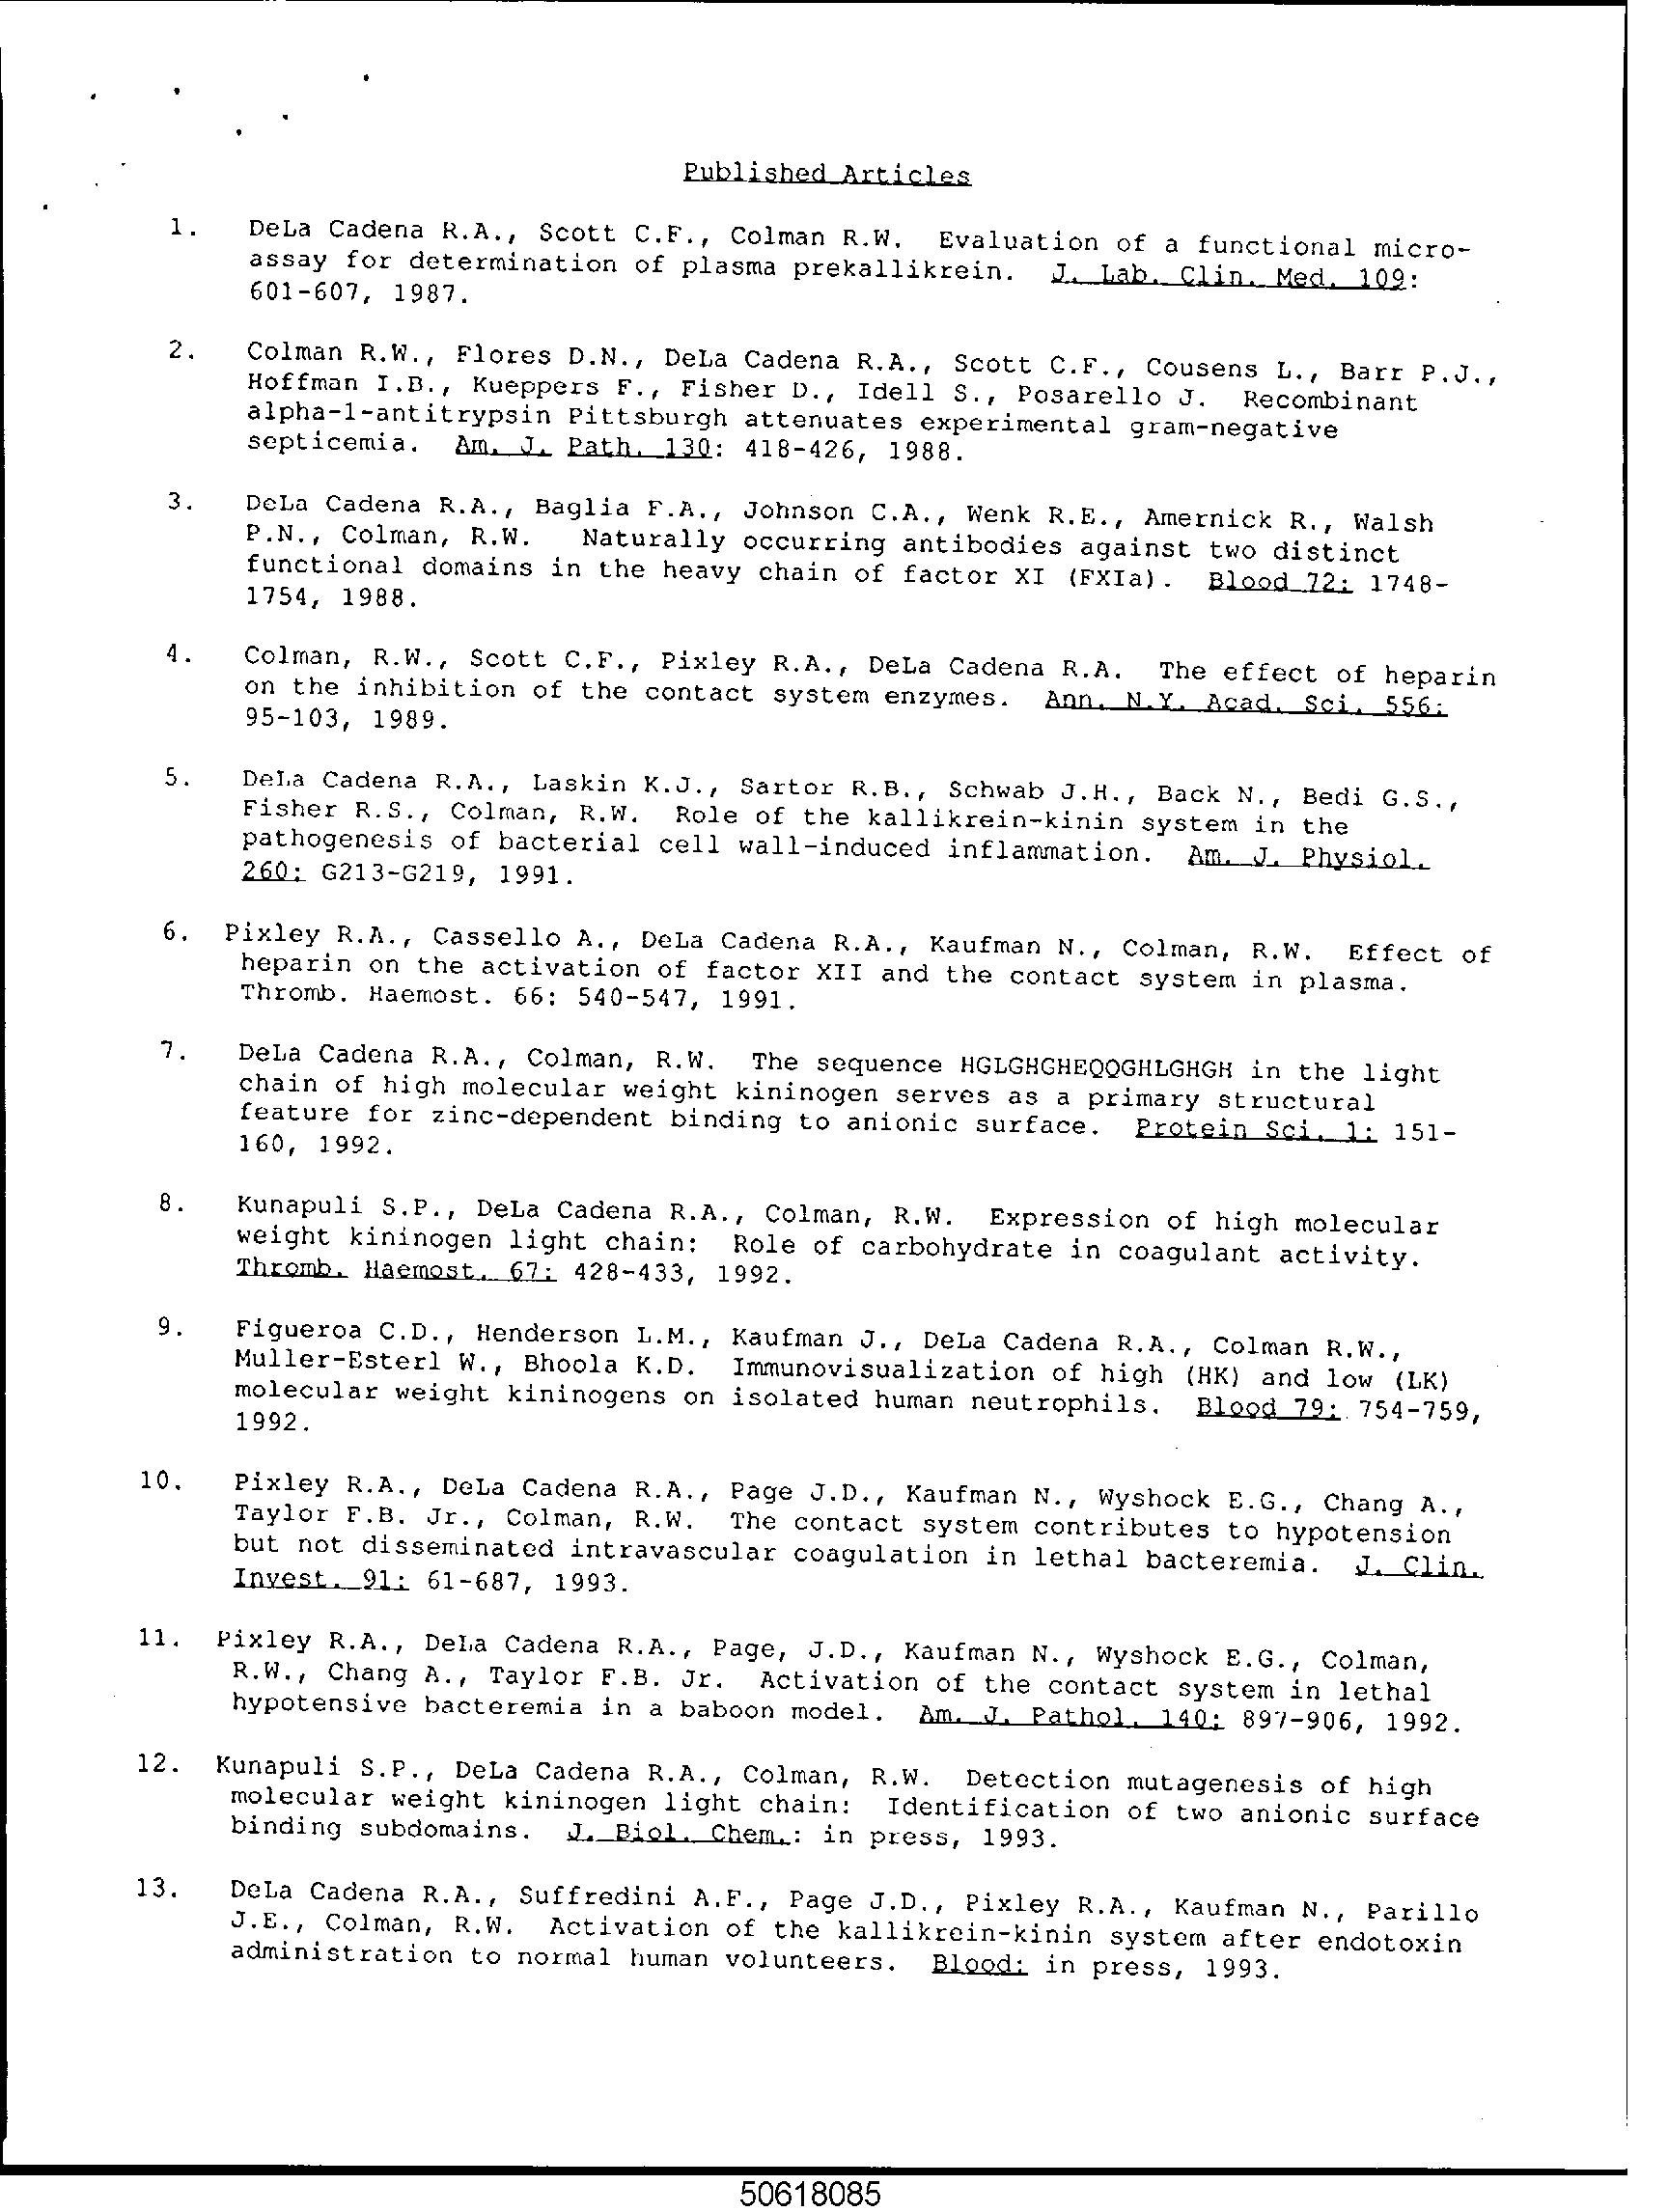 Published Articles
1. DeLa Cadena R.A., Scott C.F., Colman R.W. Evaluation of a functional micro-
assay for determination of plasma prekallikrein. J. Lab. Clin. Med. 109:
601-607, 1987.
2. Colman R.W., Flores D.N., DeLa Cadena R.A., Scott C.F., Cousens L., Barr P.J.,
Hoffman I.B., Kueppers F., Fisher D., Idell S., Posarello J. Recombinant
alpha-1-antitrypsin Pittsburgh attenuates experimental gram-negative
septicemia. Am. J. Path. 130: 418-426, 1988.
3. DeLa Cadena R.A., Baglia F.A., Johnson C.A., Wenk R.E., Amernick R., Walsh
P.N., Colman, R.W. Naturally occurring antibodies against two distinct
functional domains in the heavy chain of factor XI (FXIa). Blood 72: 1748-
1754, 1988.
4. Colman, R.W., Scott C.F., Pixley R.A., DeLa Cadena R.A. The effect of heparin
on the inhibition of the contact system enzymes. Ann. N.Y. Acad. Sci. 556:
95-103, 1989.
5. DeLa Cadena R.A., Laskin K.J., Sartor R.B., Schwab J.H., Back N., Bedi G.S.,
Fisher R.S., Colman, R.W. Role of the kallikrein-kinin system in the
pathogenesis of bacterial cell wall-induced inflammation. Am. J. Physiol.
260: G213-G219, 1991.
6. Pixley R.A., Cassello A., DeLa Cadena R.A., Kaufman N., Colman, R.W. Effect of
heparin on the activation of factor XII and the contact system in plasma.
Thromb. Haemost. 66: 540-547, 1991.
7. DeLa Cadena R.A., Colman, R.W. The sequence HGLGHGHEQQGHLGHGH in the light
chain of high molecular weight kininogen serves as a primary structural
feature for zinc-dependent binding to anionic surface. Protein Sci. 1: 151-
160, 1992.
8. Kunapuli S.P., DeLa Cadena R.A., Colman, R.W. Expression of high molecular
weight kininogen light chain: Role of carbohydrate in coagulant activity.
Thromb. Haemost. 67: 428-433, 1992.
9. Figueroa C.D., Henderson L.M., Kaufman J., DeLa Cadena R.A., Colman R.W.,
Muller-Esterl W., Bhoola K.D. Immunovisualization of high (HK) and low (LK)
molecular weight kininogens on isolated human neutrophils. Blood 79: 754-759,
1992.
10. Pixley R.A., DeLa Cadena R.A., Page J.D., Kaufman N., Wyshock E.G., Chang A.,
Taylor F.B. Jr., Colman, R.W. The contact system contributes to hypotension
but not disseminated intravascular coagulation in lethal bacteremia. J. Clin.
Invest. 91: 61-687, 1993.
11. Pixley R.A., DeLa Cadena R.A., Page, J.D., Kaufman N., Wyshock E.G., Colman,
R.W., Chang A., Taylor F.B. Jr. Activation of the contact system in lethal
hypotensive bacteremia in a baboon model. Am. J. Pathol. 140: 897-906, 1992.
12. Kunapuli S.P., DeLa Cadena R.A., Colman, R.W. Detection mutagenesis of high
molecular weight kininogen light chain: Identification of two anionic surface
binding subdomains. J. Biol. Chem.: in press, 1993.
13. DeLa Cadena R.A., Suffredini A.F., Page J.D., Pixley R.A., Kaufman N., Parillo
J.E., Colman, R.W. Activation of the kallikrein-kinin system after endotoxin
administration to normal human volunteers. Blood: in press, 1993.
50618085